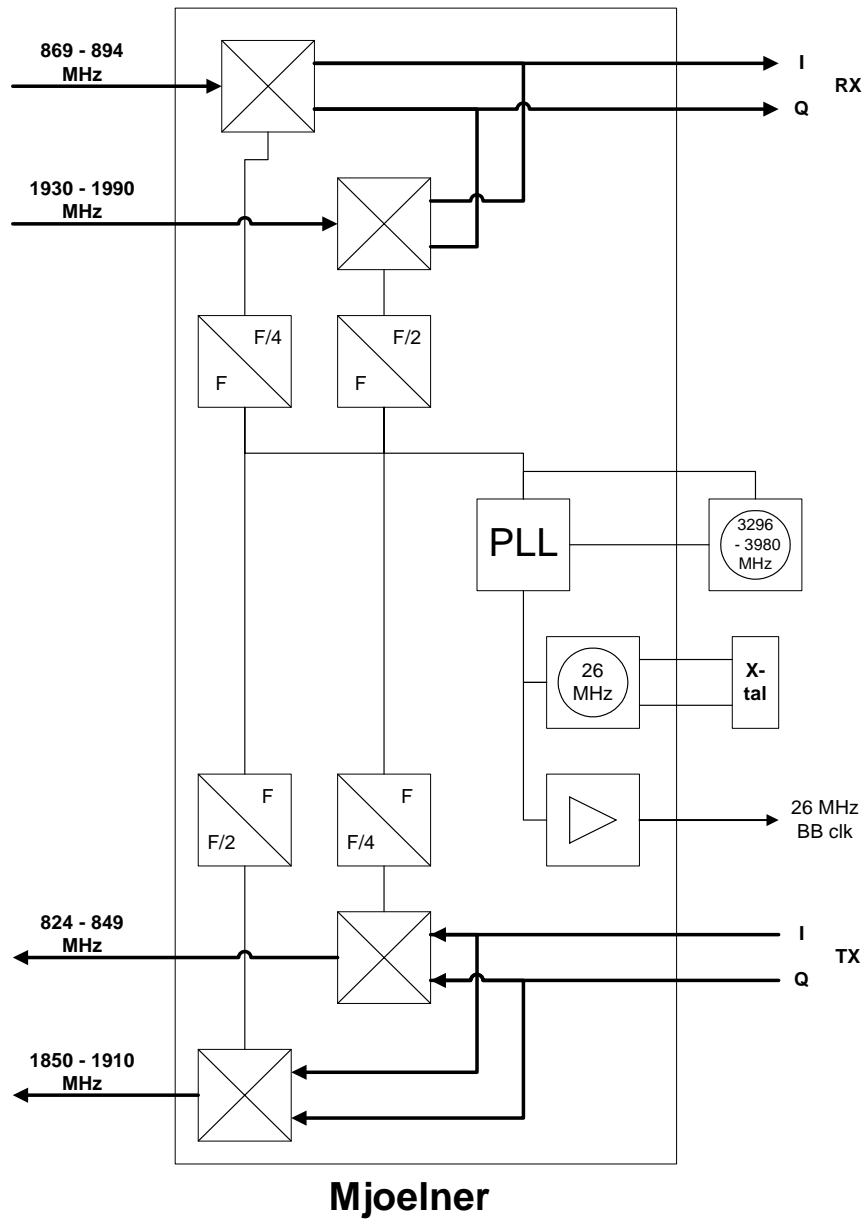 869 - 894
MHz
I
RX
Q
1930 - 1990
MHz
F/4
F
F/2
F
PLL
3296
- 3980
MHz
26
MHz
X-
tal
F
F/2
F
F/4
26 MHz
BB clk
824 - 849
MHz
I
TX
Q
1850 - 1910
MHz
Mjoelner